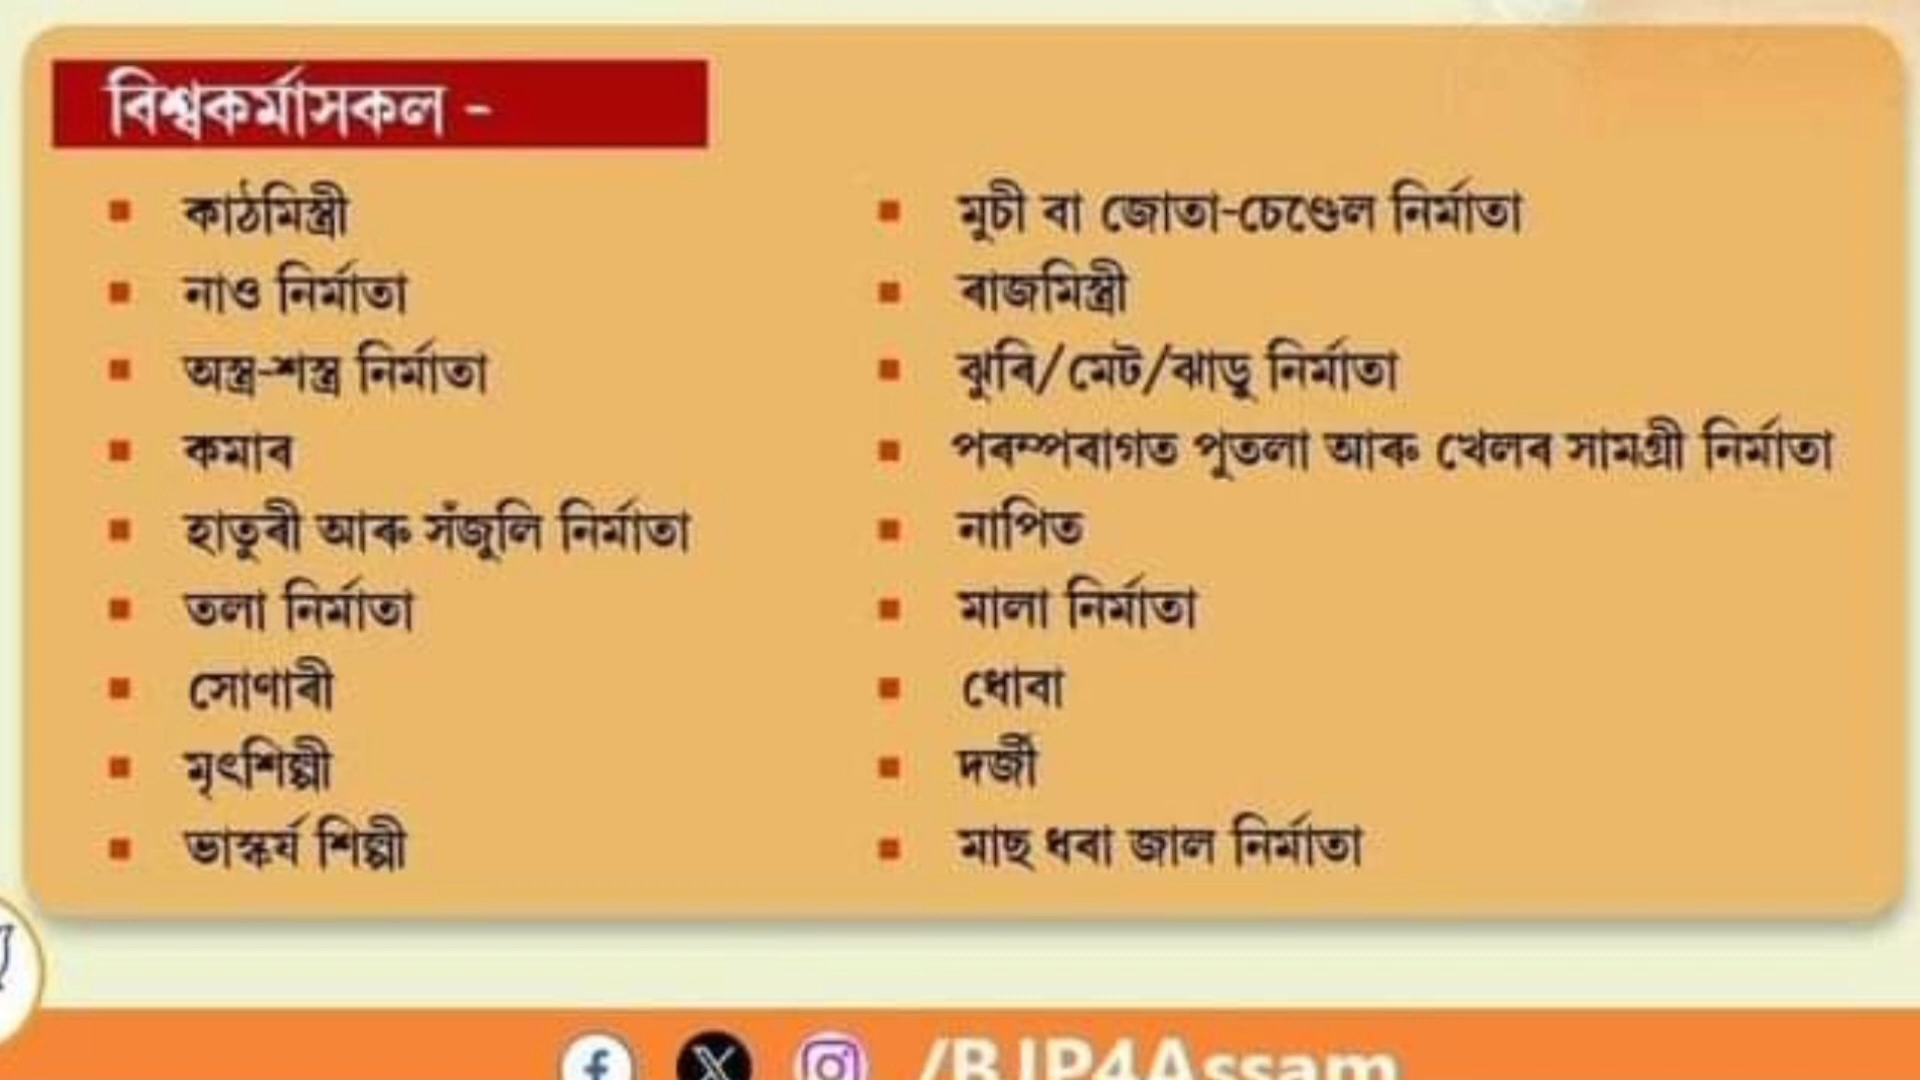 বিশ্বকৰ্মাসকল -
কাঠমিস্ত্ৰী
নাও নিৰ্মাতা
অস্ত্ৰ-শস্ত্ৰ নিৰ্মাতা
কমাৰ
হাতুৰী আৰু সঁজুলি নিৰ্মাতা
তলা নিৰ্মাতা
সোণাৰী
মৃৎশিল্পী
ভাস্কৰ্য শিল্পী
মুচী বা জোতা-চেণ্ডেল নিৰ্মাতা
ৰাজমিস্ত্ৰী
ঝুৰি/মেট/ঝাড়ু নিৰ্মাতা
পৰম্পৰাগত পুতলা আৰু খেলৰ সামগ্ৰী নিৰ্মাতা
নাপিত
মালা নিৰ্মাতা
ধোবা
দৰ্জী
মাছ ধৰা জাল নিৰ্মাতা
/BJP4Assam